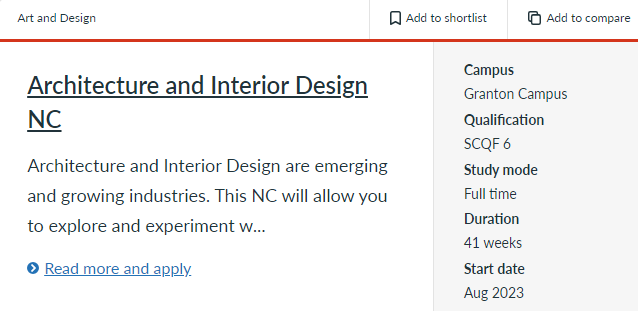 Art and Design
Add to shortlist
Add to compare
Architecture and Interior Design
NC
Architecture and Interior Design are emerging
and growing industries. This NC will allow you
to explore and experiment w...
Read more and apply
Campus
Granton Campus
Qualification
SCQF 6
Study mode
Full time
Duration
41 weeks
Start date
Aug 2023